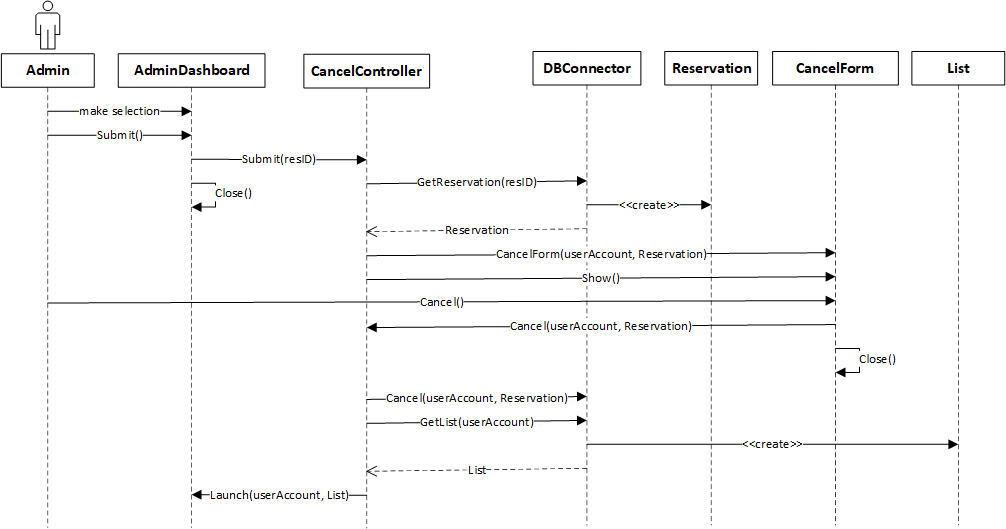 Admin
AdminDashboard
CancelController
DBConnector
Reservation
CancelForm
List
make selection
Submit()
Submit(resID)
GetReservation(resID)
Close()
<<create>>
Reservation
CancelForm(userAccount, Reservation)
Show()
Cancel()
Cancel(userAccount, Reservation)
Close()
Cancel(userAccount, Reservation)
GetList(userAccount)
<<create>>
List
Launch(userAccount, List)